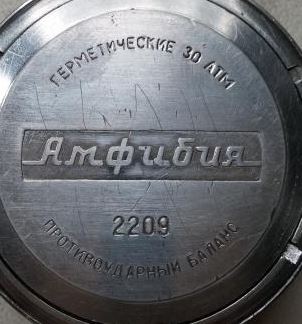 ГЕРМЕТИЧЕСКИЕ 30 АТМ
Амфибия
2209
ПРОТИВОУДАРНЫЙ БАЛАНС